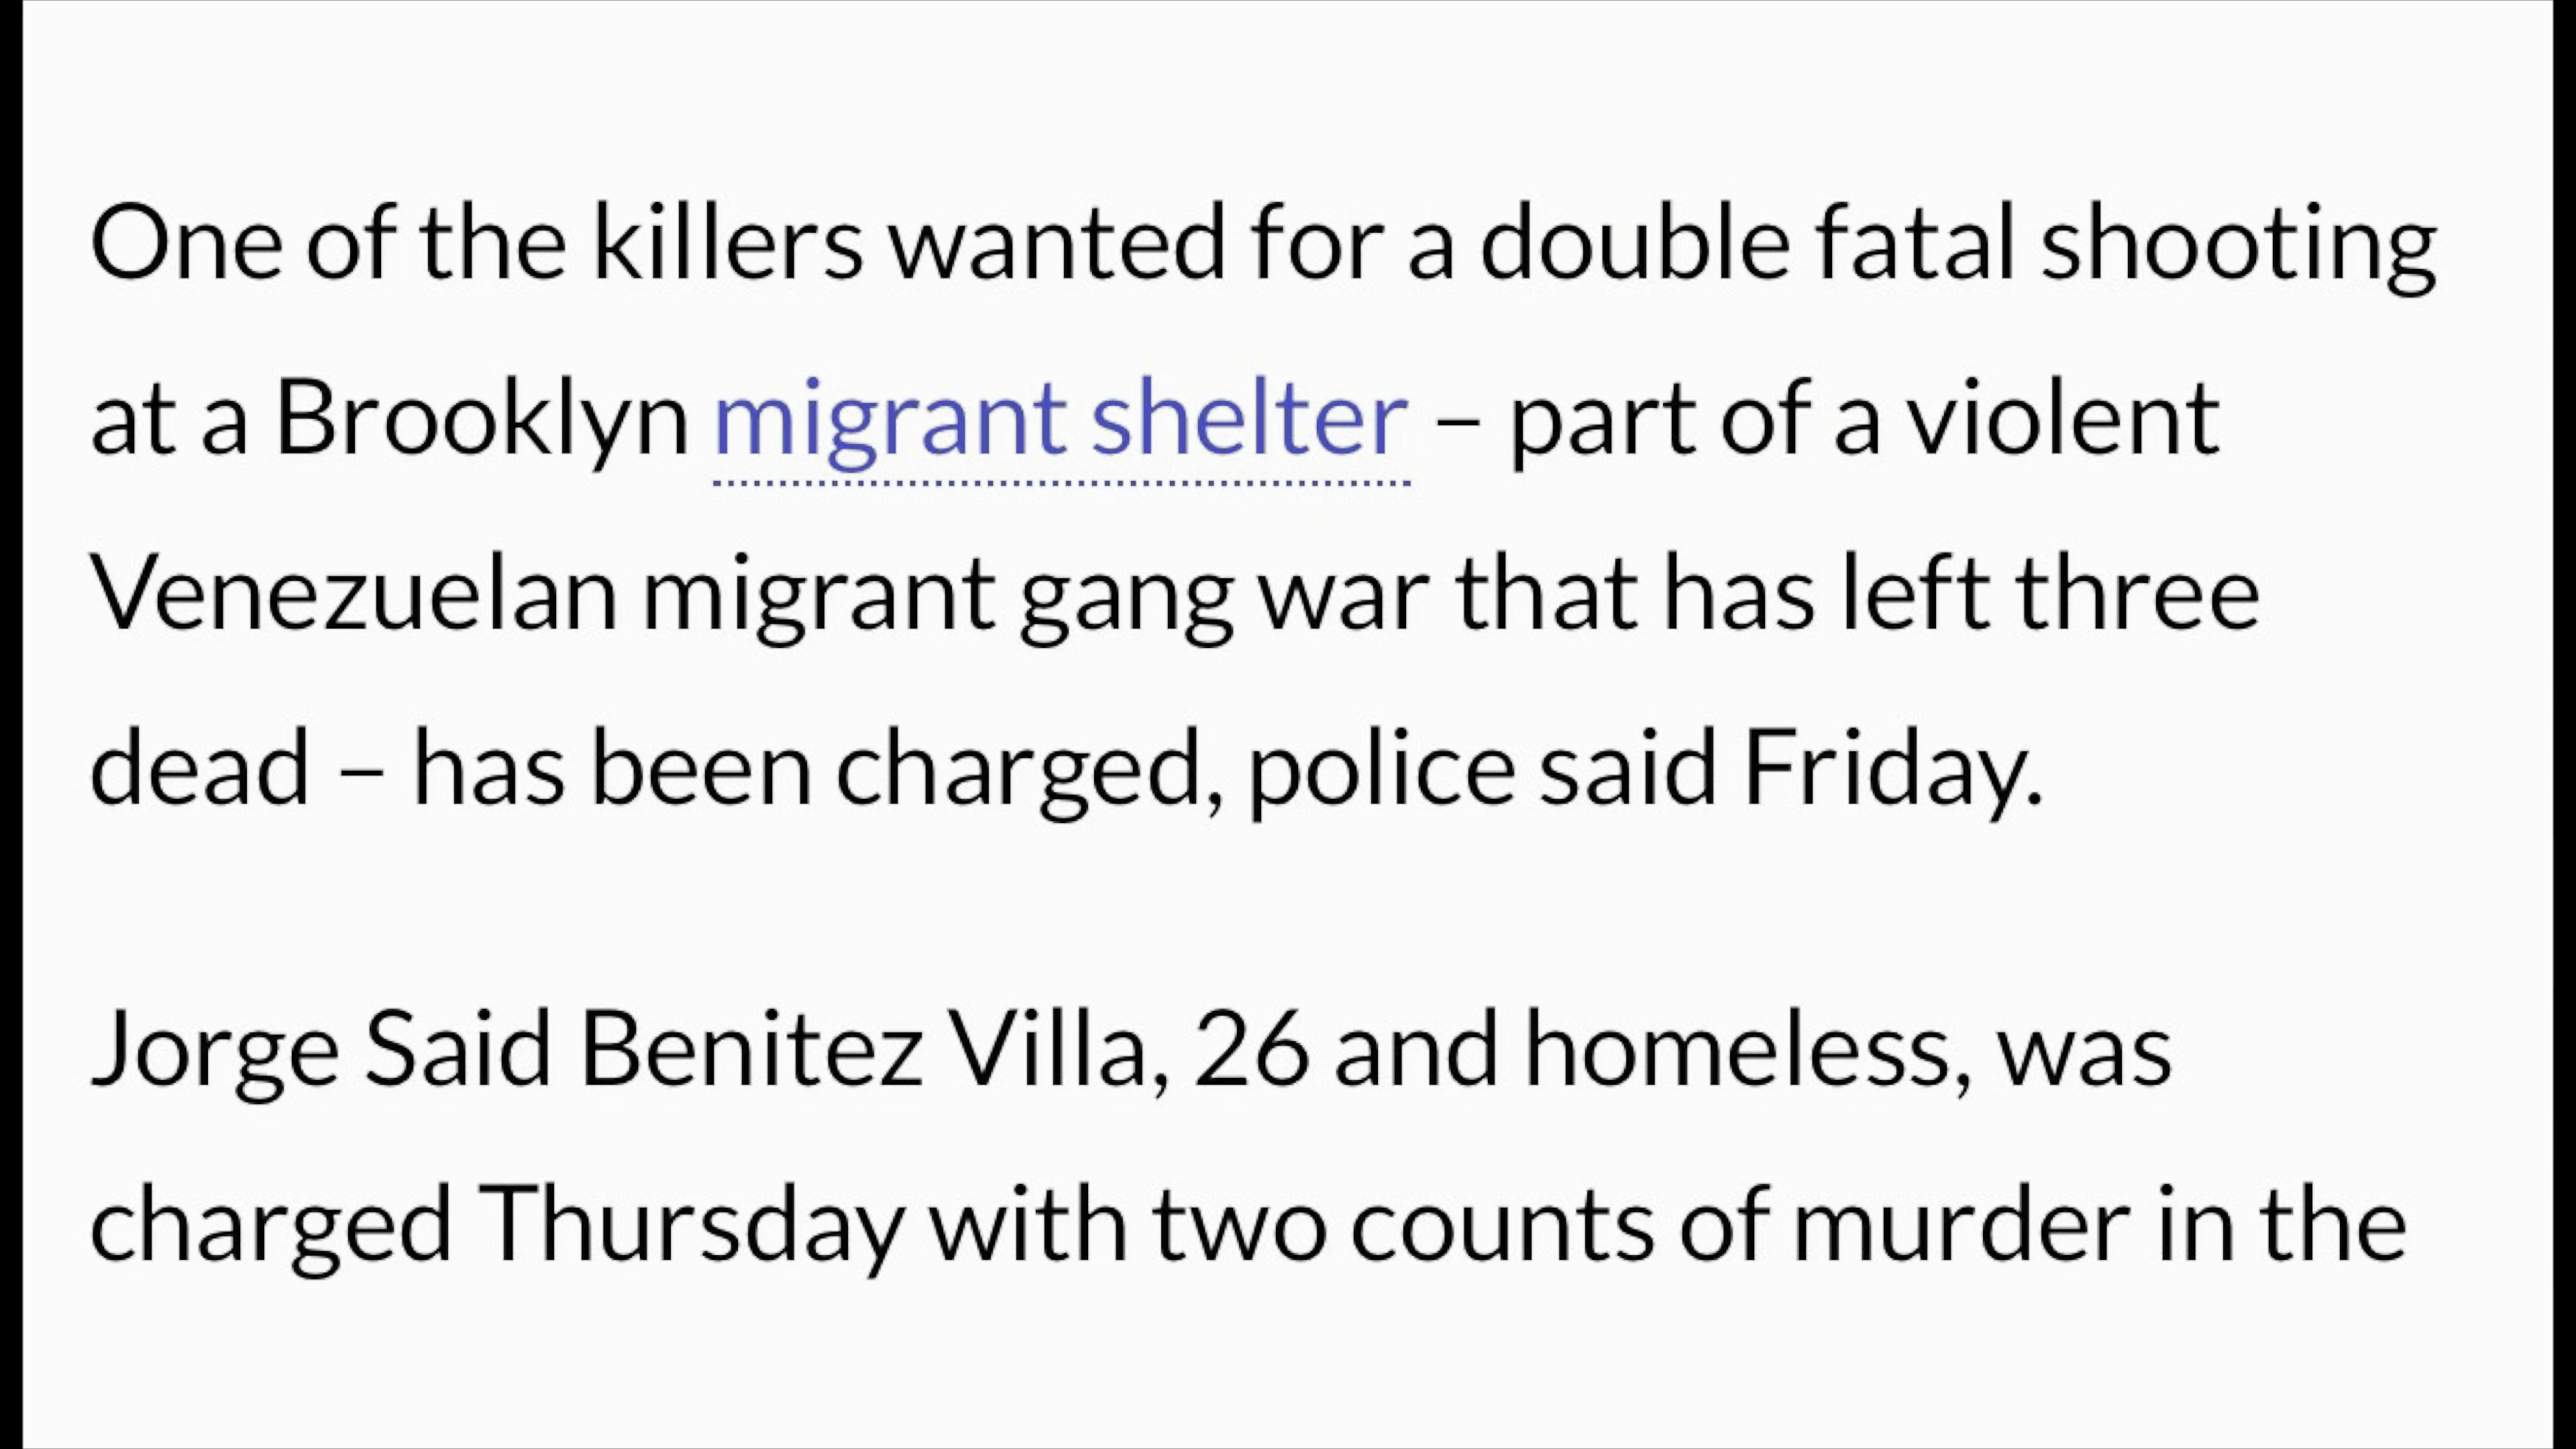 One of the killers wanted for a double fatal shooting
at a Brooklyn migrant shelter – part of a violent
Venezuelan migrant gang war that has left three
dead – has been charged, police said Friday.
Jorge Said Benitez Villa, 26 and homeless, was
charged Thursday with two counts of murder in the